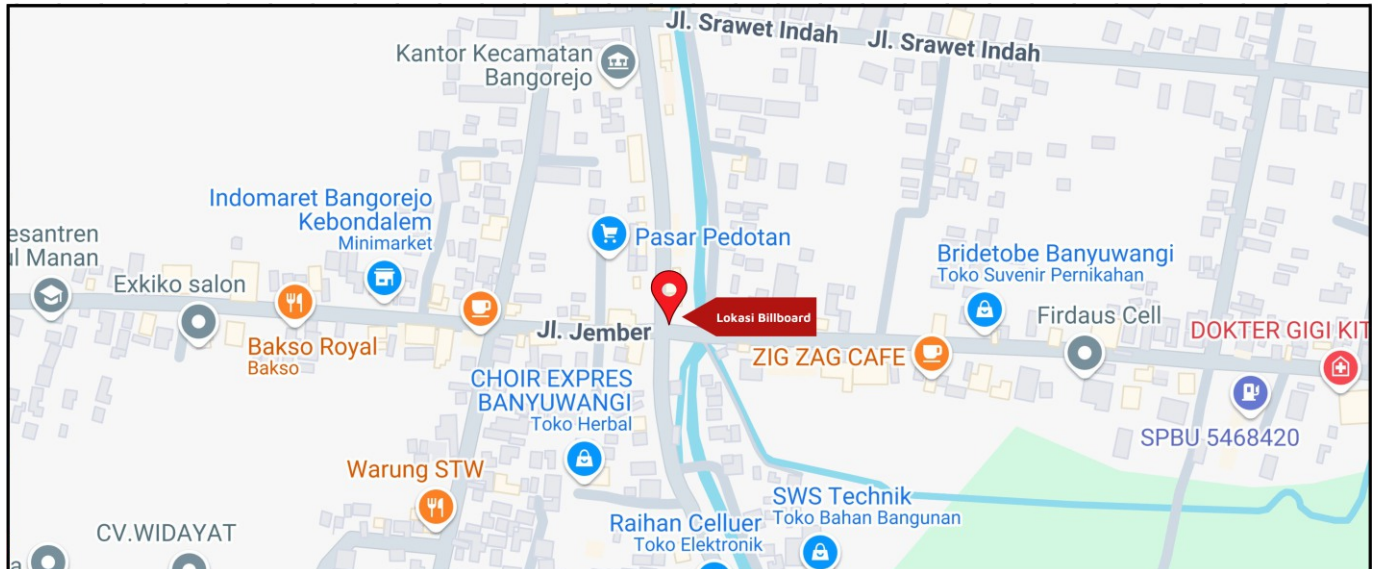 Jl. Srawet Indah
Jl. Srawet Indah
Kantor Kecamatan
Bangorejo
Indomaret Bangorejo
Kebondalem
Minimarket
Pasar Pedotan
esantren
ul Manan
Exkiko salon
Bridetobe Banyuwangi
Toko Suvenir Pernikahan
Lokasi Billboard
Firdaus Cell
Jl. Jember
DOKTER GIGI KIT
Bakso Royal
Bakso
ZIG ZAG CAFE
CHOIR EXPRES
BANYUWANGI
Toko Herbal
SPBU 5468420
Warung STW
SWS Technik
Toko Bahan Bangunan
Raihan Celluer
Toko Elektronik
CV.WIDAYAT
a